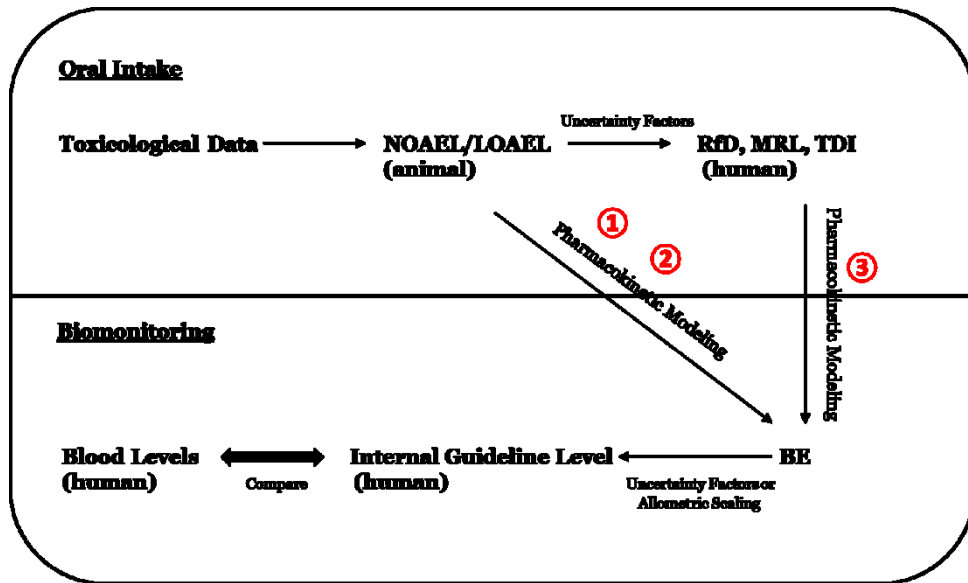 Oral Intake
Uncertainty Factors
Toxicological Data
NOAEL/LOAEL
(animal)
RfD, MRL, TDI
(human)
①
②
Pharmacokinetic Modeling
③
Pharmacokinetic Modeling
Biomonitoring
Blood Levels
(human)
Compare
Internal Guideline Level
(human)
BE
Uncertainty Factors or
Allometric Scaling